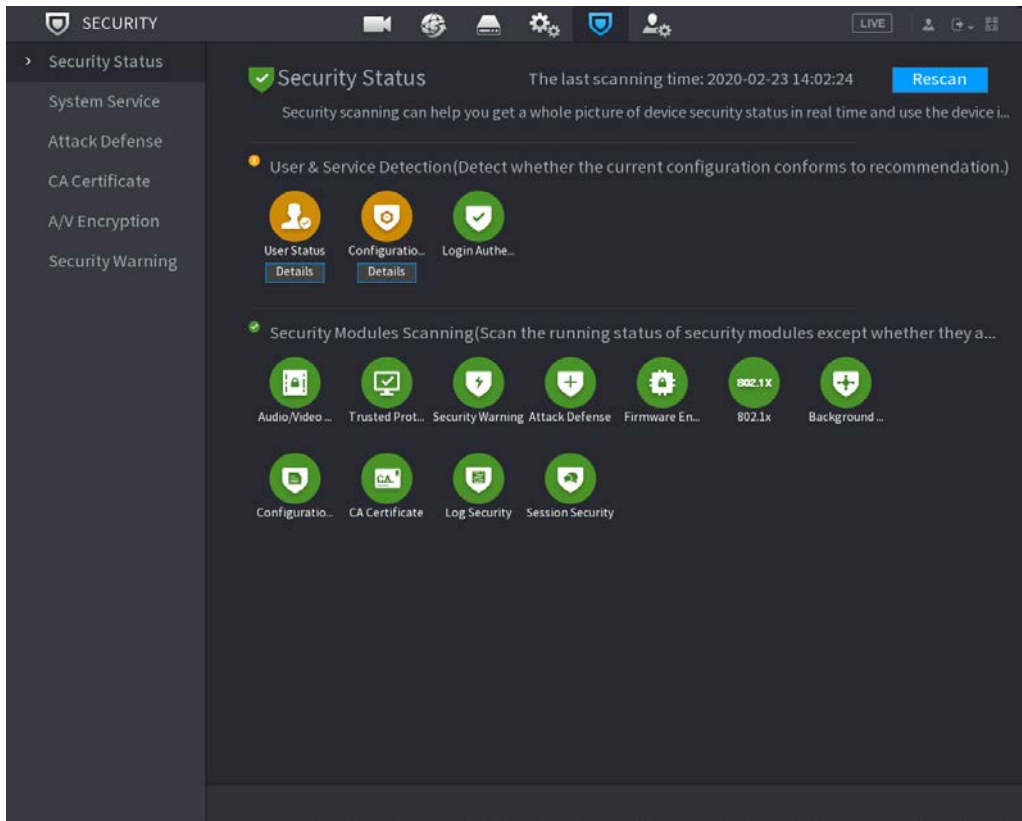 SECURITY
LIVE
Security Status
System Service
Attack Defense
CA Certificate
A/V Encryption
Security Warning
Security Status
The last scanning time: 2020-02-23 14:02:24
Rescan
Security scanning can help you get a whole picture of device security status in real time and use the device i...
User & Service Detection(Detect whether the current configuration conforms to recommendation.)
User Status Configuratio... Login Authe...
Details Details
Security Modules Scanning(Scan the running status of security modules except whether they a...
802.1X
Audio/Video ... Trusted Prot... Security Warning Attack Defense Firmware En... 802.1x Background ...
CA
Configuratio... CA Certificate Log Security Session Security